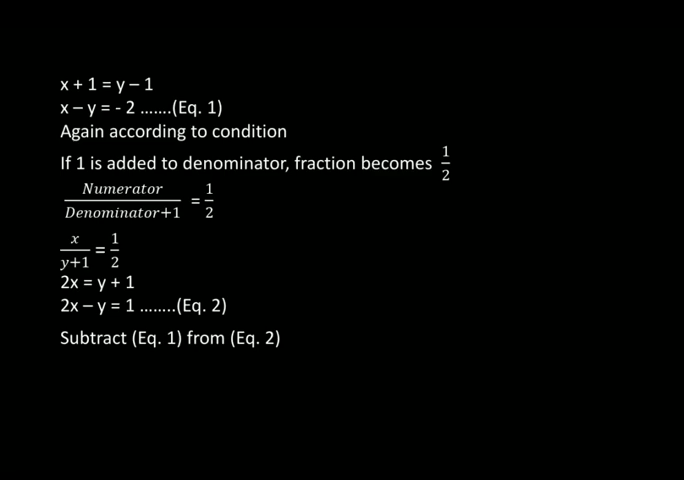 x + 1 = y – 1
x – y = - 2 .......(Eq. 1)
Again according to condition
If 1 is added to denominator, fraction becomes 1/2
Numerator/Denominator+1 = 1/2
x/y+1 = 1/2
2x = y + 1
2x – y = 1 ........(Eq. 2)
Subtract (Eq. 1) from (Eq. 2)